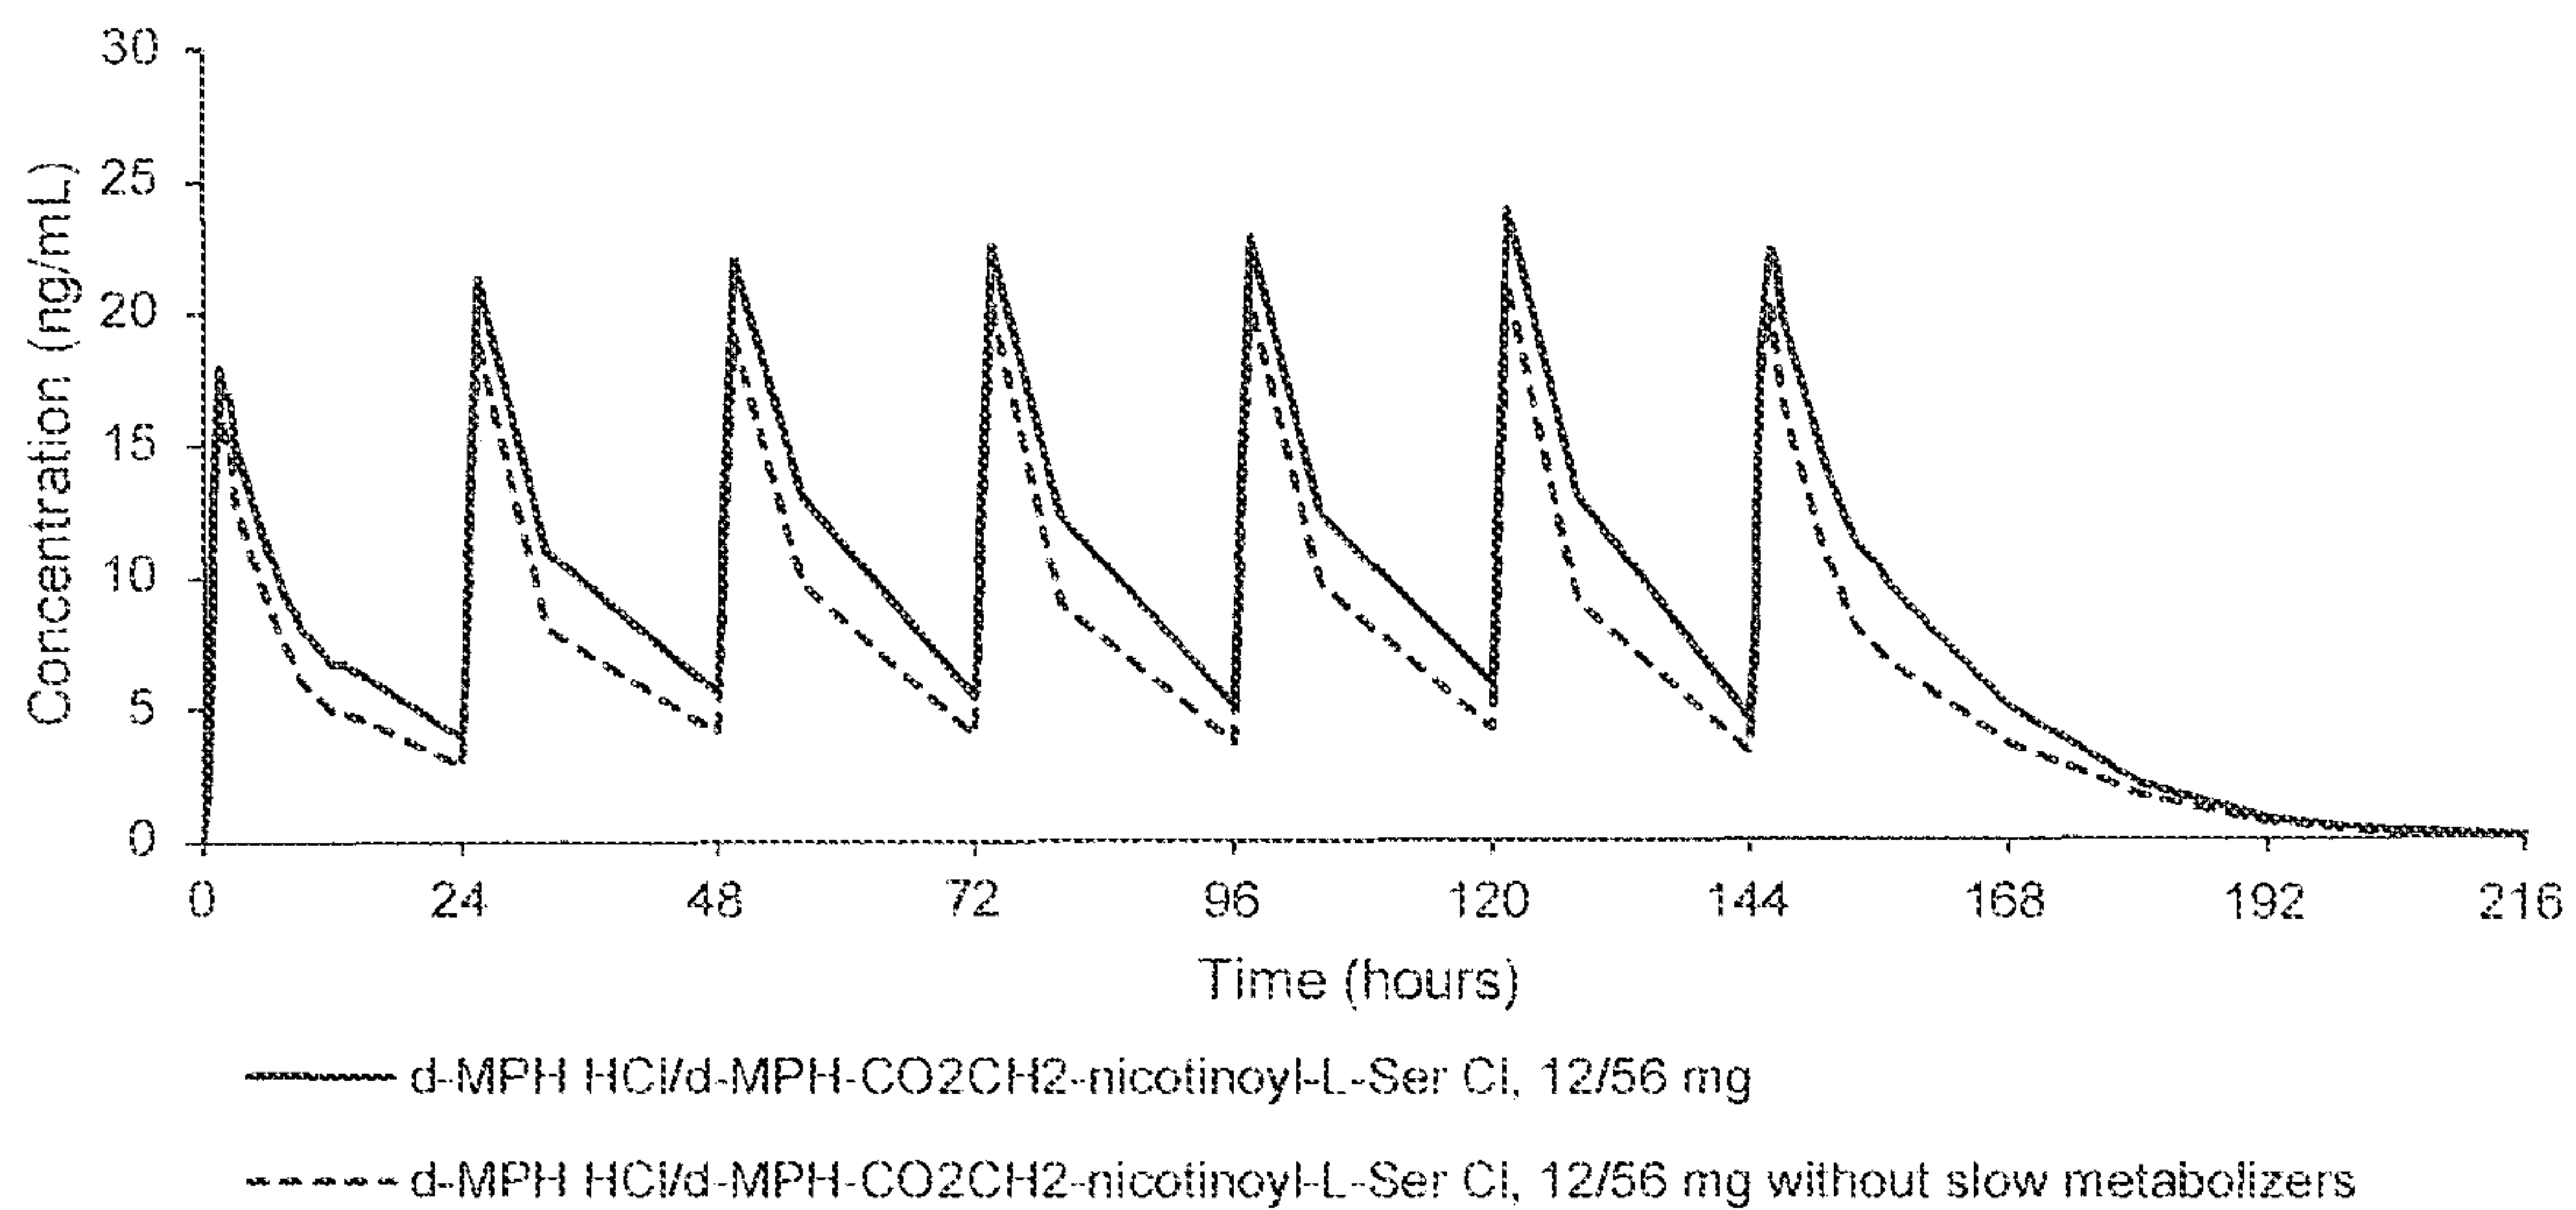 30
25
20
15
10
5
0
Concentration (ng/mL)
0 24 48 72 96 120 144 168 192 216
Time (hours)
d-MPH HCl/d-MPH-CO2CH2-nicotinoyl-L-Ser Cl, 12/56 mg
d-MPH HCl/d-MPH-CO2CH2-nicotinoyl-L-Ser Cl, 12/56 mg without slow metabolizers